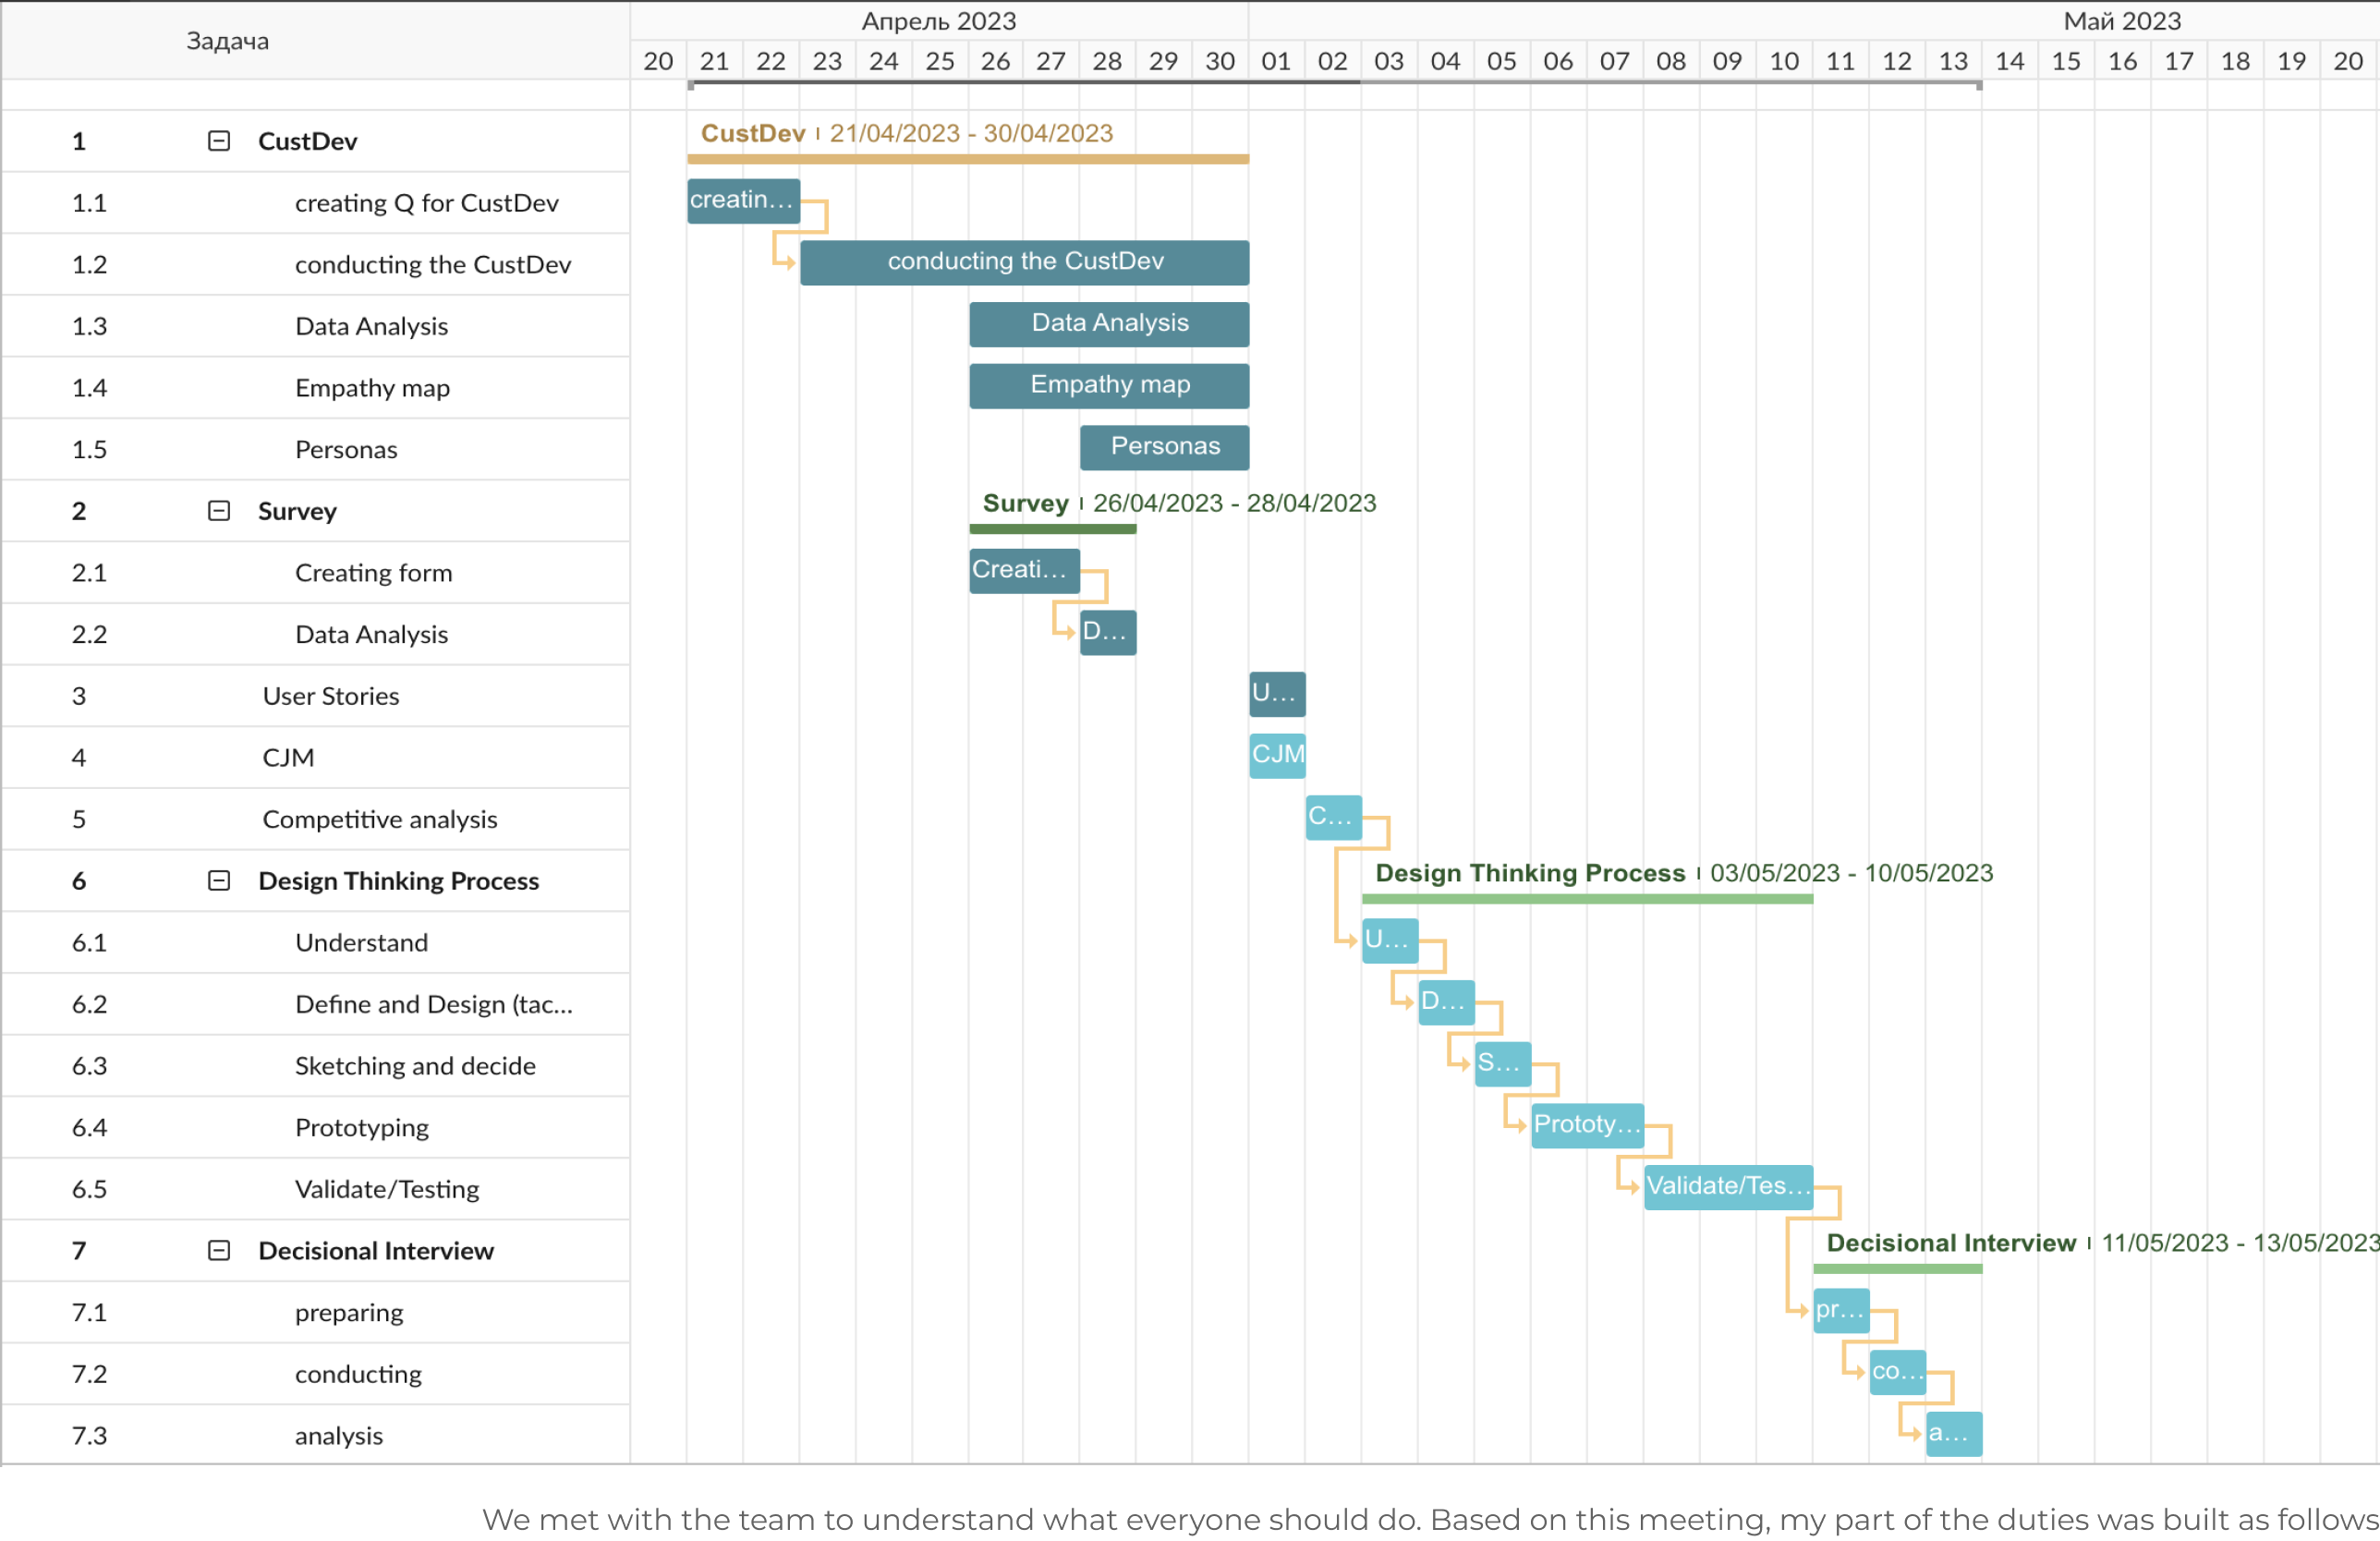 Задача
Апрель 2023
Май 2023
20 21 22 23 24 25 26 27 28 29 30 01 02 03 04 05 06 07 08 09 10 11 12 13 14 15 16 17 18 19 20
1 CustDev
CustDev 21/04/2023 - 30/04/2023
1.1 creating Q for CustDev
creatin...
1.2 conducting the CustDev
conducting the CustDev
1.3 Data Analysis
Data Analysis
1.4 Empathy map
Empathy map
1.5 Personas
Personas
2 Survey
Survey 26/04/2023 - 28/04/2023
2.1 Creating form
Creati...
2.2 Data Analysis
D...
3 User Stories
U...
4 CJM
CJM
5 Competitive analysis
C...
6 Design Thinking Process
Design Thinking Process 03/05/2023 - 10/05/2023
6.1 Understand
U...
6.2 Define and Design (tac...
D...
6.3 Sketching and decide
S...
6.4 Prototyping
Prototy...
6.5 Validate/Testing
Validate/Tes...
7 Decisional Interview
Decisional Interview 11/05/2023 - 13/05/2023
7.1 preparing
pr...
7.2 conducting
co...
7.3 analysis
a...
We met with the team to understand what everyone should do. Based on this meeting, my part of the duties was built as follows